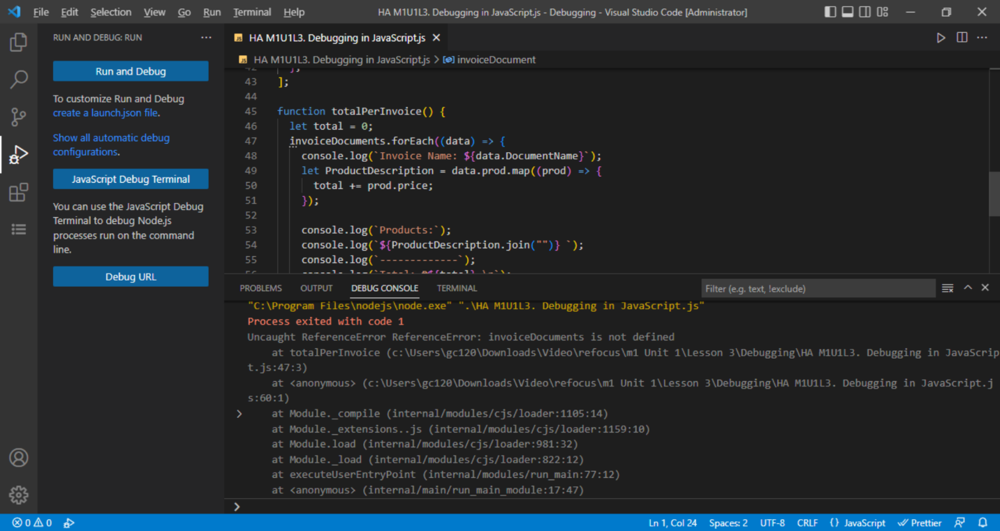 File Edit Selection View Go Run Terminal Help
HA M1U1L3. Debugging in JavaScript.js - Debugging - Visual Studio Code [Administrator]
RUN AND DEBUG: RUN
Run and Debug
To customize Run and Debug
create a launch.json file.
Show all automatic debug
configurations.
JavaScript Debug Terminal
You can use the JavaScript Debug
Terminal to debug Node.js
processes run on the command
line.
Debug URL
JS HA M1U1L3. Debugging in JavaScript.js
JS HA M1U1L3. Debugging in JavaScript.js > invoiceDocument
42 };
43 ];
44
45 function totalPerInvoice() {
46 let total = 0;
47 invoiceDocuments.forEach((data) => {
48 console.log(`Invoice Name: ${data.DocumentName}`);
49 let ProductDescription = data.prod.map((prod) => {
50 total += prod.price;
51 });
52
53 console.log(`Products:`);
54 console.log(`${ProductDescription.join("")} `);
55 console.log(`-------------`);
PROBLEMS OUTPUT DEBUG CONSOLE TERMINAL
Filter (e.g. text, !exclude)
"C:\Program Files\nodejs\node.exe" ".\HA M1U1L3. Debugging in JavaScript.js"
Process exited with code 1
Uncaught ReferenceError ReferenceError: invoiceDocuments is not defined
at totalPerInvoice (c:\Users\gc120\Downloads\Video\refocus\m1 Unit 1\Lesson 3\Debugging\HA M1U1L3. Debugging in JavaScrip
t.js:47:3)
at <anonymous> (c:\Users\gc120\Downloads\Video\refocus\m1 Unit 1\Lesson 3\Debugging\HA M1U1L3. Debugging in JavaScript.j
s:60:1)
at Module._compile (internal/modules/cjs/loader:1105:14)
at Module._extensions..js (internal/modules/cjs/loader:1159:10)
at Module.load (internal/modules/cjs/loader:981:32)
at Module._load (internal/modules/cjs/loader:822:12)
at executeUserEntryPoint (internal/modules/run_main:77:12)
at <anonymous> (internal/main/run_main_module:17:47)
0 0
Ln 1, Col 24 Spaces: 2 UTF-8 CRLF {} JavaScript Prettier